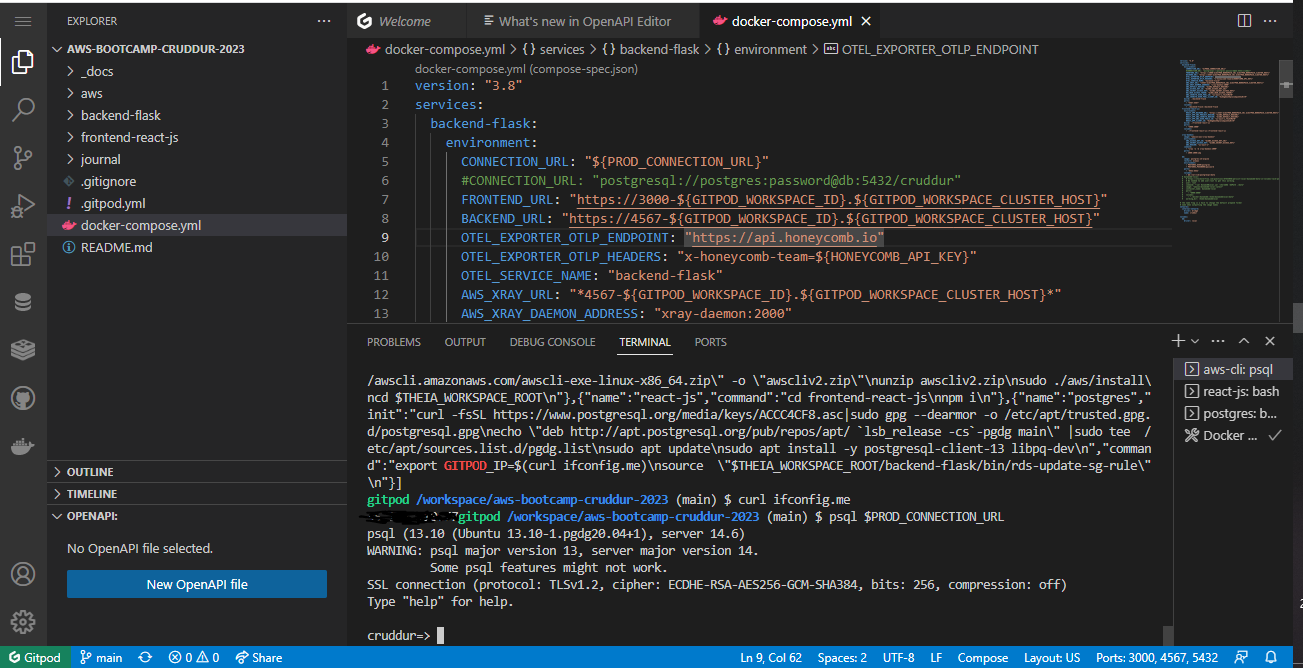 EXPLORER
AWS-BOOTCAMP-CRUDDUR-2023
_docs
aws
backend-flask
frontend-react-js
journal
.gitignore
.gitpod.yml
docker-compose.yml
README.md
OUTLINE
TIMELINE
OPENAPI:
No OpenAPI file selected.
New OpenAPI file
Welcome
What's new in OpenAPI Editor
docker-compose.yml
docker-compose.yml > {} services > {} backend-flask > {} environment > abc OTEL_EXPORTER_OTLP_ENDPOINT
docker-compose.yml (compose-spec.json)
1 version: "3.8"
2 services:
3 backend-flask:
4 environment:
5 CONNECTION_URL: "${PROD_CONNECTION_URL}"
6 #CONNECTION_URL: "postgresql://postgres:password@db:5432/cruddur"
7 FRONTEND_URL: "https://3000-${GITPOD_WORKSPACE_ID}.${GITPOD_WORKSPACE_CLUSTER_HOST}"
8 BACKEND_URL: "https://4567-${GITPOD_WORKSPACE_ID}.${GITPOD_WORKSPACE_CLUSTER_HOST}"
9 OTEL_EXPORTER_OTLP_ENDPOINT: "https://api.honeycomb.io"
10 OTEL_EXPORTER_OTLP_HEADERS: "x-honeycomb-team=${HONEYCOMB_API_KEY}"
11 OTEL_SERVICE_NAME: "backend-flask"
12 AWS_XRAY_URL: "*4567-${GITPOD_WORKSPACE_ID}.${GITPOD_WORKSPACE_CLUSTER_HOST}*"
13 AWS_XRAY_DAEMON_ADDRESS: "xray-daemon:2000"
PROBLEMS OUTPUT DEBUG CONSOLE TERMINAL PORTS
/awscli.amazonaws.com/awscli-exe-linux-x86_64.zip\" -o \"awscliv2.zip\"\nunzip awscliv2.zip\nsudo ./aws/install\
ncd $THEIA_WORKSPACE_ROOT\n"},{"name":"react-js","command":"cd frontend-react-js\nnpm i\n"},{"name":"postgres","
init":"curl -fsSL https://www.postgresql.org/media/keys/ACCC4CF8.asc|sudo gpg --dearmor -o /etc/apt/trusted.gpg.
d/postgresql.gpg\necho \"deb http://apt.postgresql.org/pub/repos/apt/ `lsb_release -cs`-pgdg main\" |sudo tee  /
etc/apt/sources.list.d/pgdg.list\nsudo apt update\nsudo apt install -y postgresql-client-13 libpq-dev\n","comman
d":"export GITPOD_IP=$(curl ifconfig.me)\nsource  \"$THEIA_WORKSPACE_ROOT/backend-flask/bin/rds-update-sg-rule\"
\n"}]
gitpod /workspace/aws-bootcamp-cruddur-2023 (main) $ curl ifconfig.me
gitpod /workspace/aws-bootcamp-cruddur-2023 (main) $ psql $PROD_CONNECTION_URL
psql (13.10 (Ubuntu 13.10-1.pgdg20.04+1), server 14.6)
WARNING: psql major version 13, server major version 14.
Some psql features might not work.
SSL connection (protocol: TLSv1.2, cipher: ECDHE-RSA-AES256-GCM-SHA384, bits: 256, compression: off)
Type "help" for help.
cruddur=>
aws-cli: psql
react-js: bash
postgres: b...
Docker ...
Gitpod main 0 0 Share Ln 9, Col 62 Spaces: 2 UTF-8 LF Compose Layout: US Ports: 3000, 4567, 5432